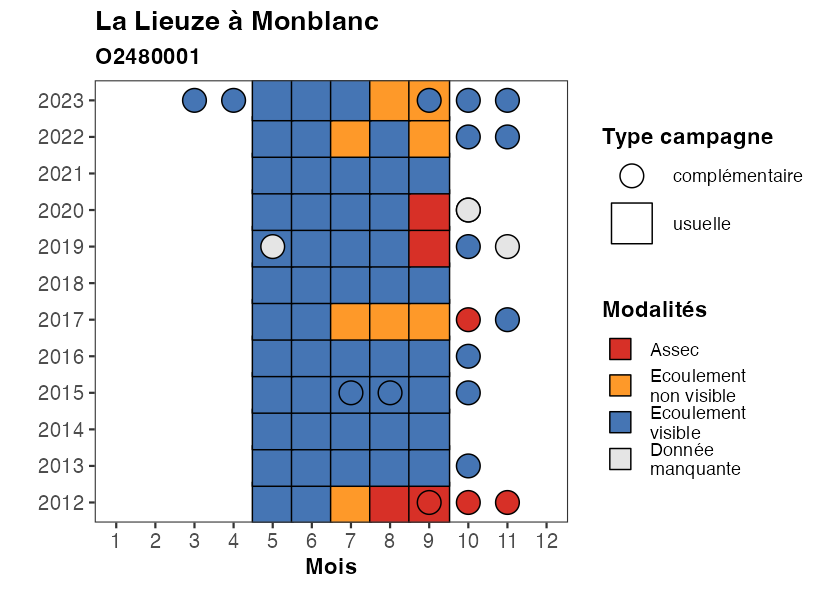 La Lieuze à Monblanc
O2480001
2023
2022
2021
2020
2019
2018
2017
2016
2015
2014
2013
2012
1 2 3 4 5 6 7 8 9 10 11 12
Mois
Type campagne
complémentaire
usuelle
Modalités
Assec
Ecoulement
non visible
Ecoulement
visible
Donnée
manquante